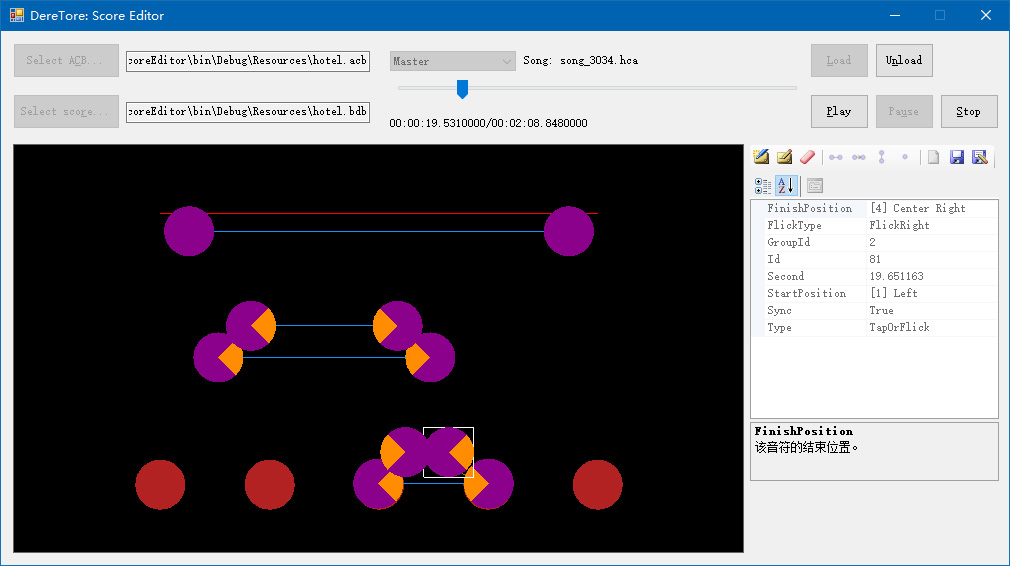 DereTore: Score Editor
Select ACB...
coreEditor\bin\Debug\Resources\hotel.acb
Master
Song: song_3034.hca
Load
Unload
Select score...
coreEditor\bin\Debug\Resources\hotel.bdb
00:00:19.5310000/00:02:08.8480000
Play
Pause
Stop
FinishPosition [4] Center Right
FlickType FlickRight
GroupId 2
Id 81
Second 19.651163
StartPosition [1] Left
Sync True
Type TapOrFlick
FinishPosition
该音符的结束位置。